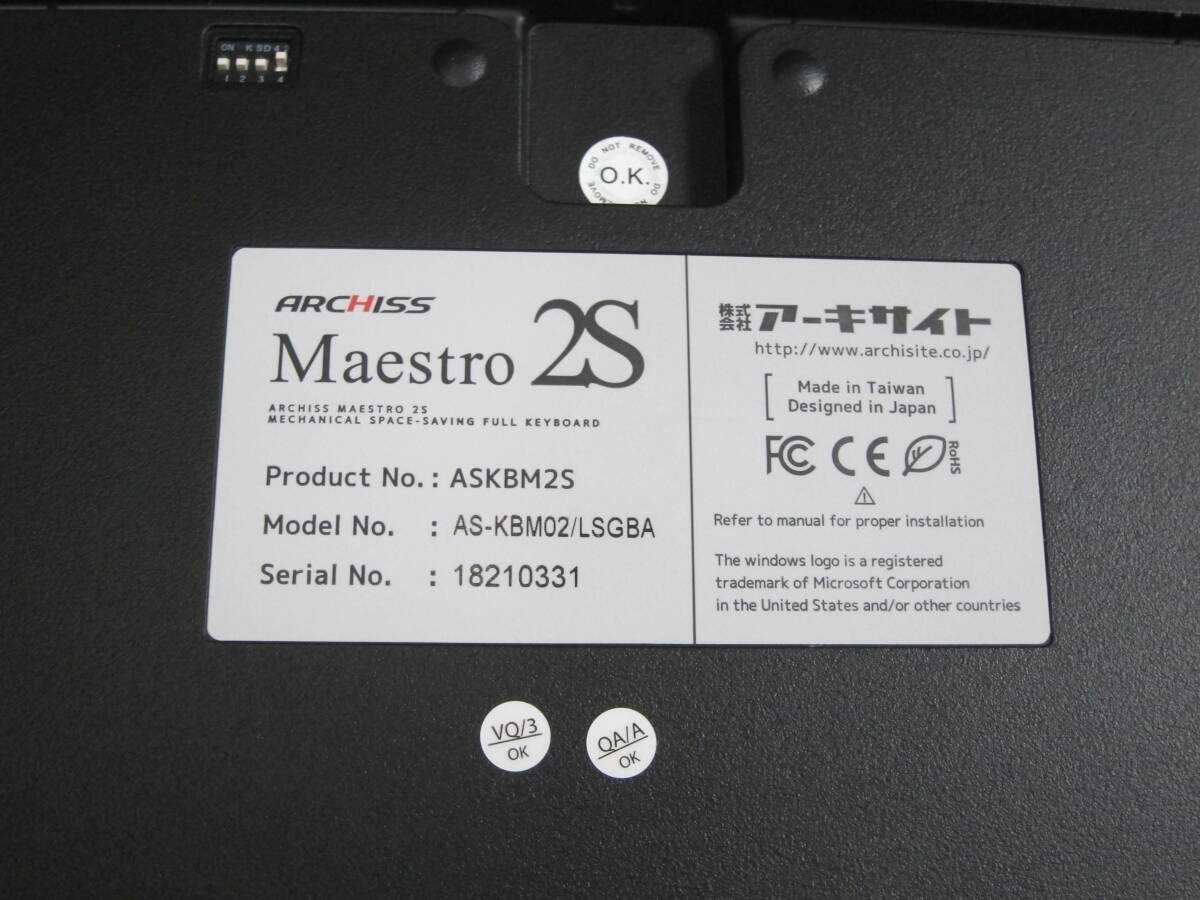 ON KSD42
1 2 3 4
DO NOT REMOVE DO
O.K.
ARCHISS
Maestro 2S
ARCHISS MAESTRO 2S
MECHANICAL SPACE-SAVING FULL KEYBOARD
Product No. : ASKBM2S
Model No. : AS-KBM02/LSGBA
Serial No. : 18210331
株式会社 アーキサイト
http://www.archisite.co.jp/
Made in Taiwan
Designed in Japan
FC CE RoHS
Refer to manual for proper installation
The windows logo is a registered
trademark of Microsoft Corporation
in the United States and/or other countries
VQ/3
OK
QA/A
OK